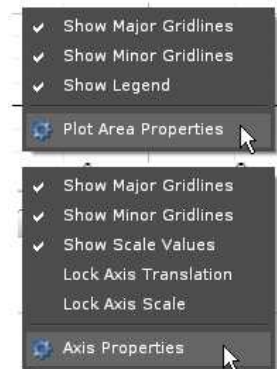 Show Major Gridlines
Show Minor Gridlines
Show Legend
Plot Area Properties
Show Major Gridlines
Show Minor Gridlines
Show Scale Values
Lock Axis Translation
Lock Axis Scale
Axis Properties